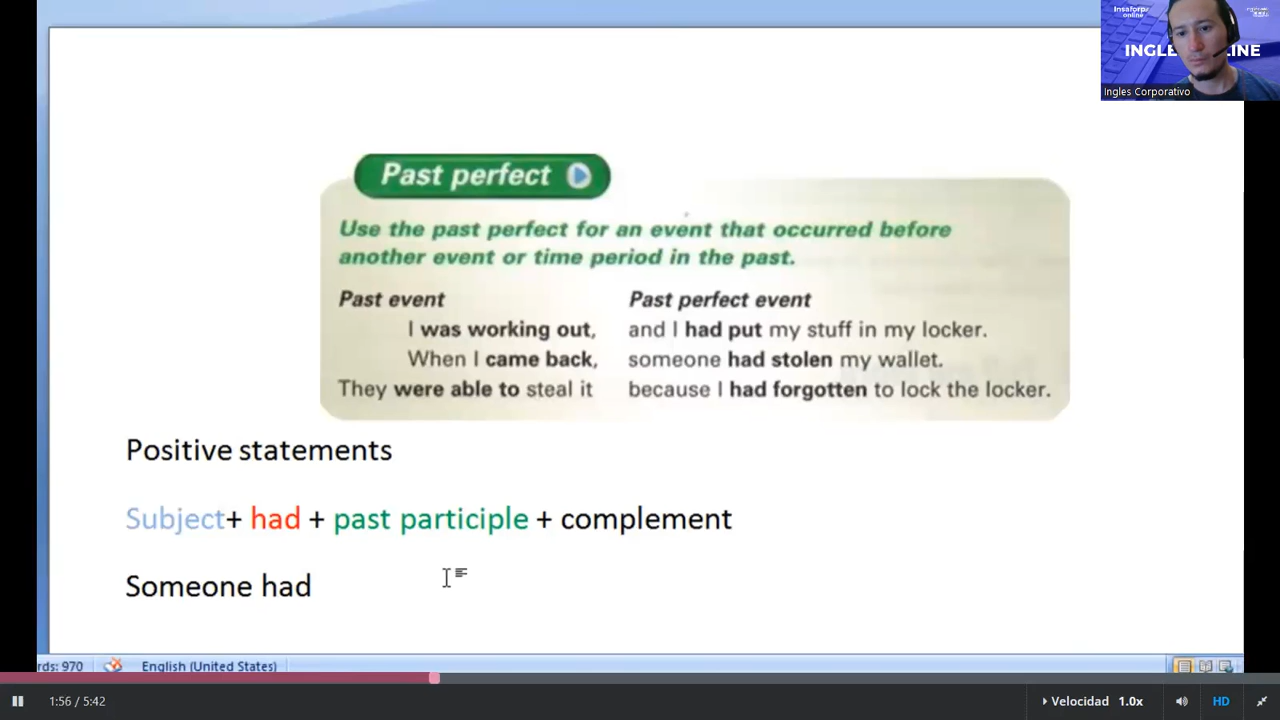 Insaforp
online
INGLE
LINE
Ingles Corporativo
Past perfect
Use the past perfect for an event that occurred before
another event or time period in the past.
Past event Past perfect event
I was working out, and I had put my stuff in my locker.
When I came back, someone had stolen my wallet.
They were able to steal it because I had forgotten to lock the locker.
Positive statements
Subject+ had + past participle + complement
Someone had
rds: 970 English (United States)
1:56 / 5:42 Velocidad 1.0x HD